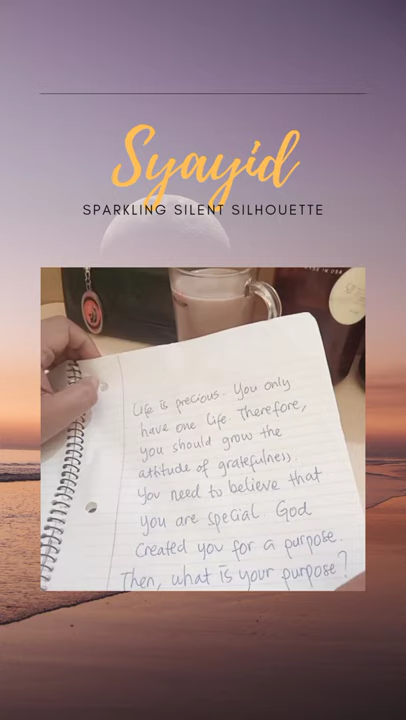 Syayid
SPARKLING SILENT SILHOUETTE
IN USA
Life is precious. You only
have one life. Therefore,
you should grow the
attitude of gratefulness.
You need to believe that
you are special God
Created you for a purpose.
Then, what is your purpose?